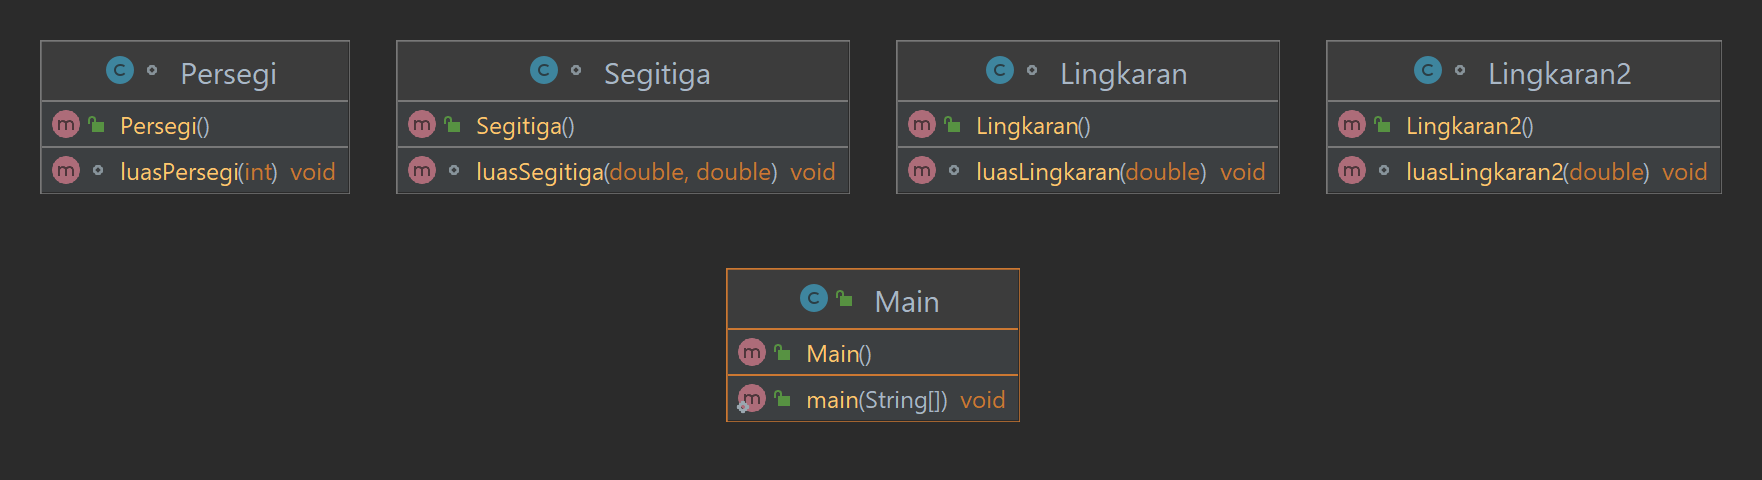 Persegi
Persegi()
luasPersegi(int) void
Segitiga
Segitiga()
luasSegitiga(double, double) void
Lingkaran
Lingkaran()
luasLingkaran(double) void
Lingkaran2
Lingkaran2()
luasLingkaran2(double) void
Main
Main()
main(String[]) void